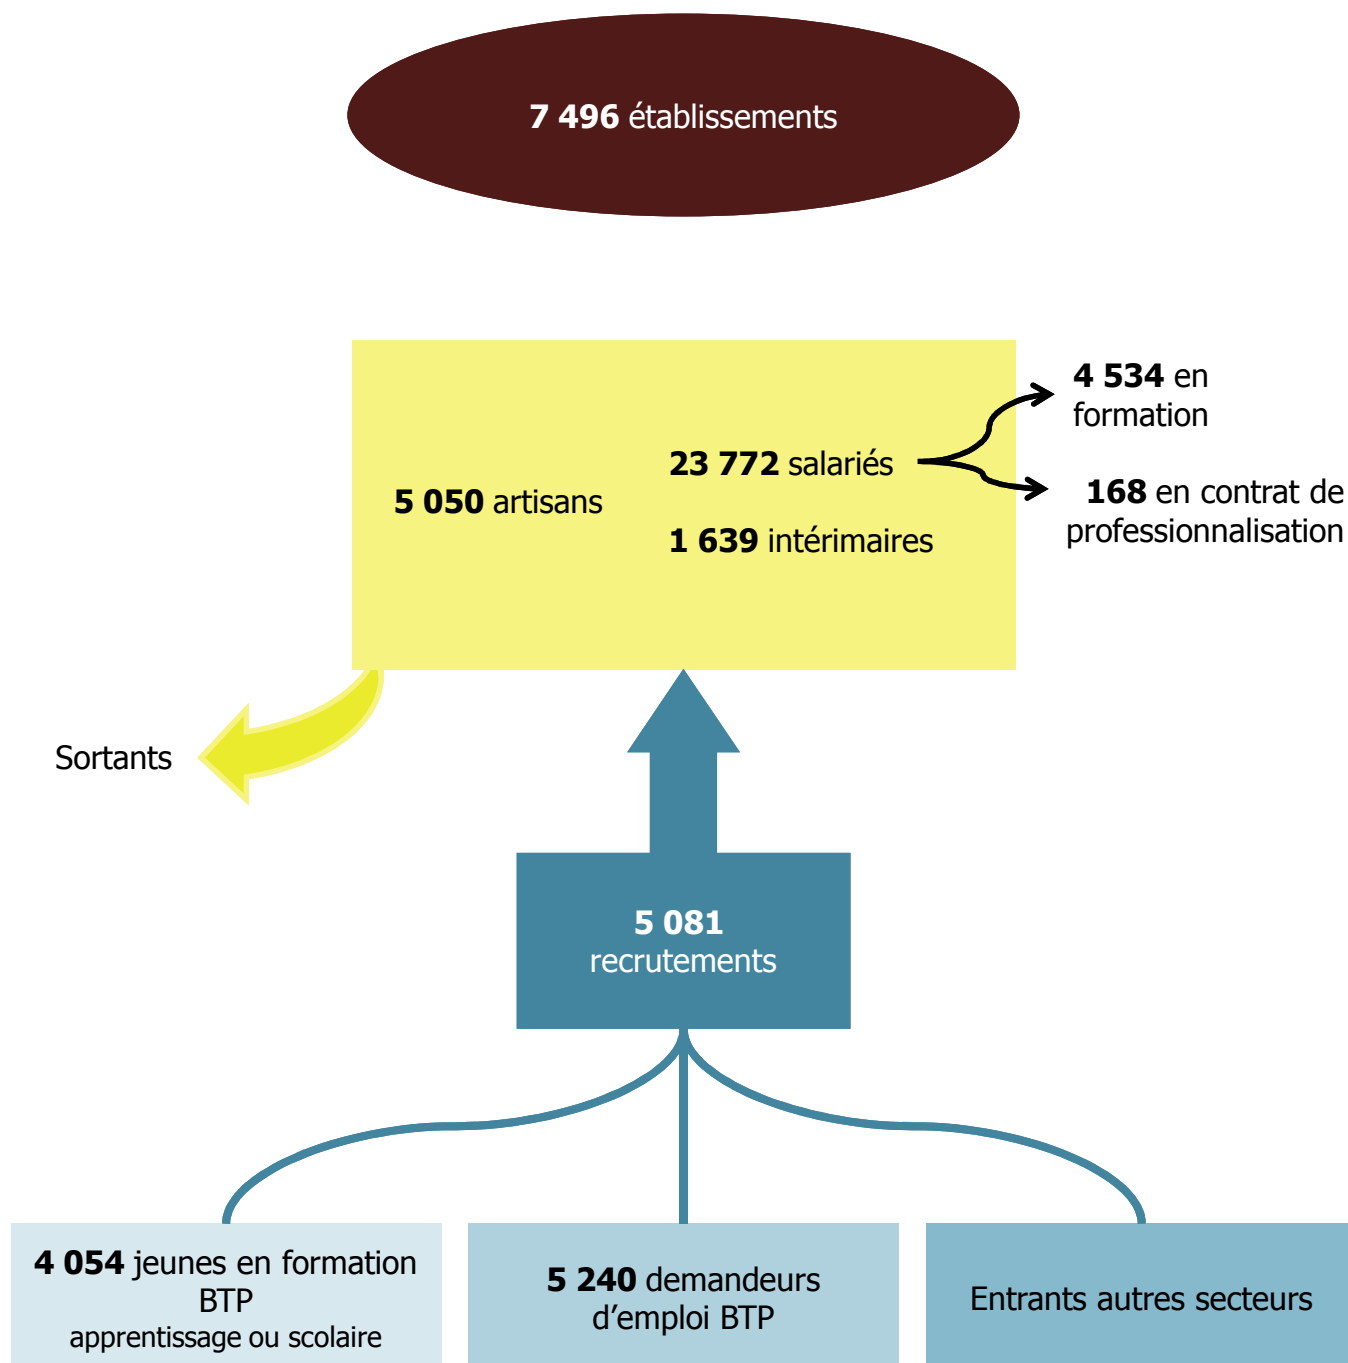 7 496 établissements
4 534 en
formation
23 772 salariés
5 050 artisans
168 en contrat de
professionnalisation
1 639 intérimaires
Sortants
5 081
recrutements
4 054 jeunes en formation
BTP
apprentissage ou scolaire
5 240 demandeurs
d’emploi BTP
Entrants autres secteurs